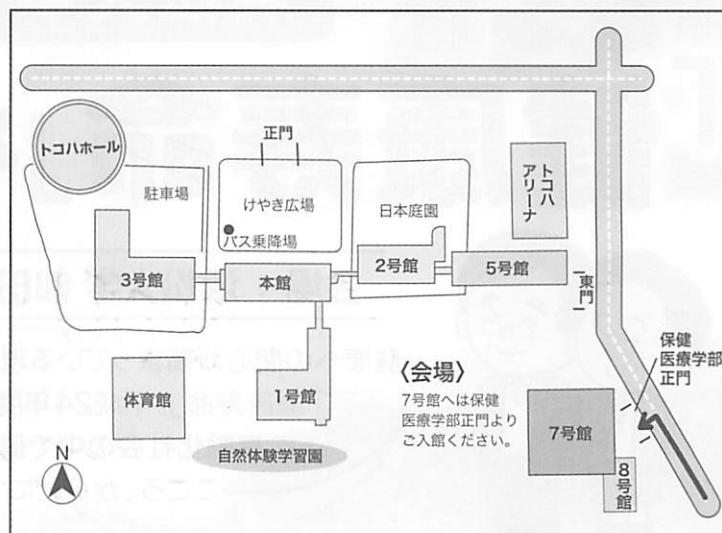 正門
トコハホール
トコハアリーナ
駐車場
けやき広場
日本庭園
バス乗降場
3号館
本館
2号館
5号館
東門
保健
医療学部
正門
〈会場〉
7号館へは保健
医療学部正門より
ご入館ください。
1号館
体育館
7号館
8号館
自然体験学習園
N